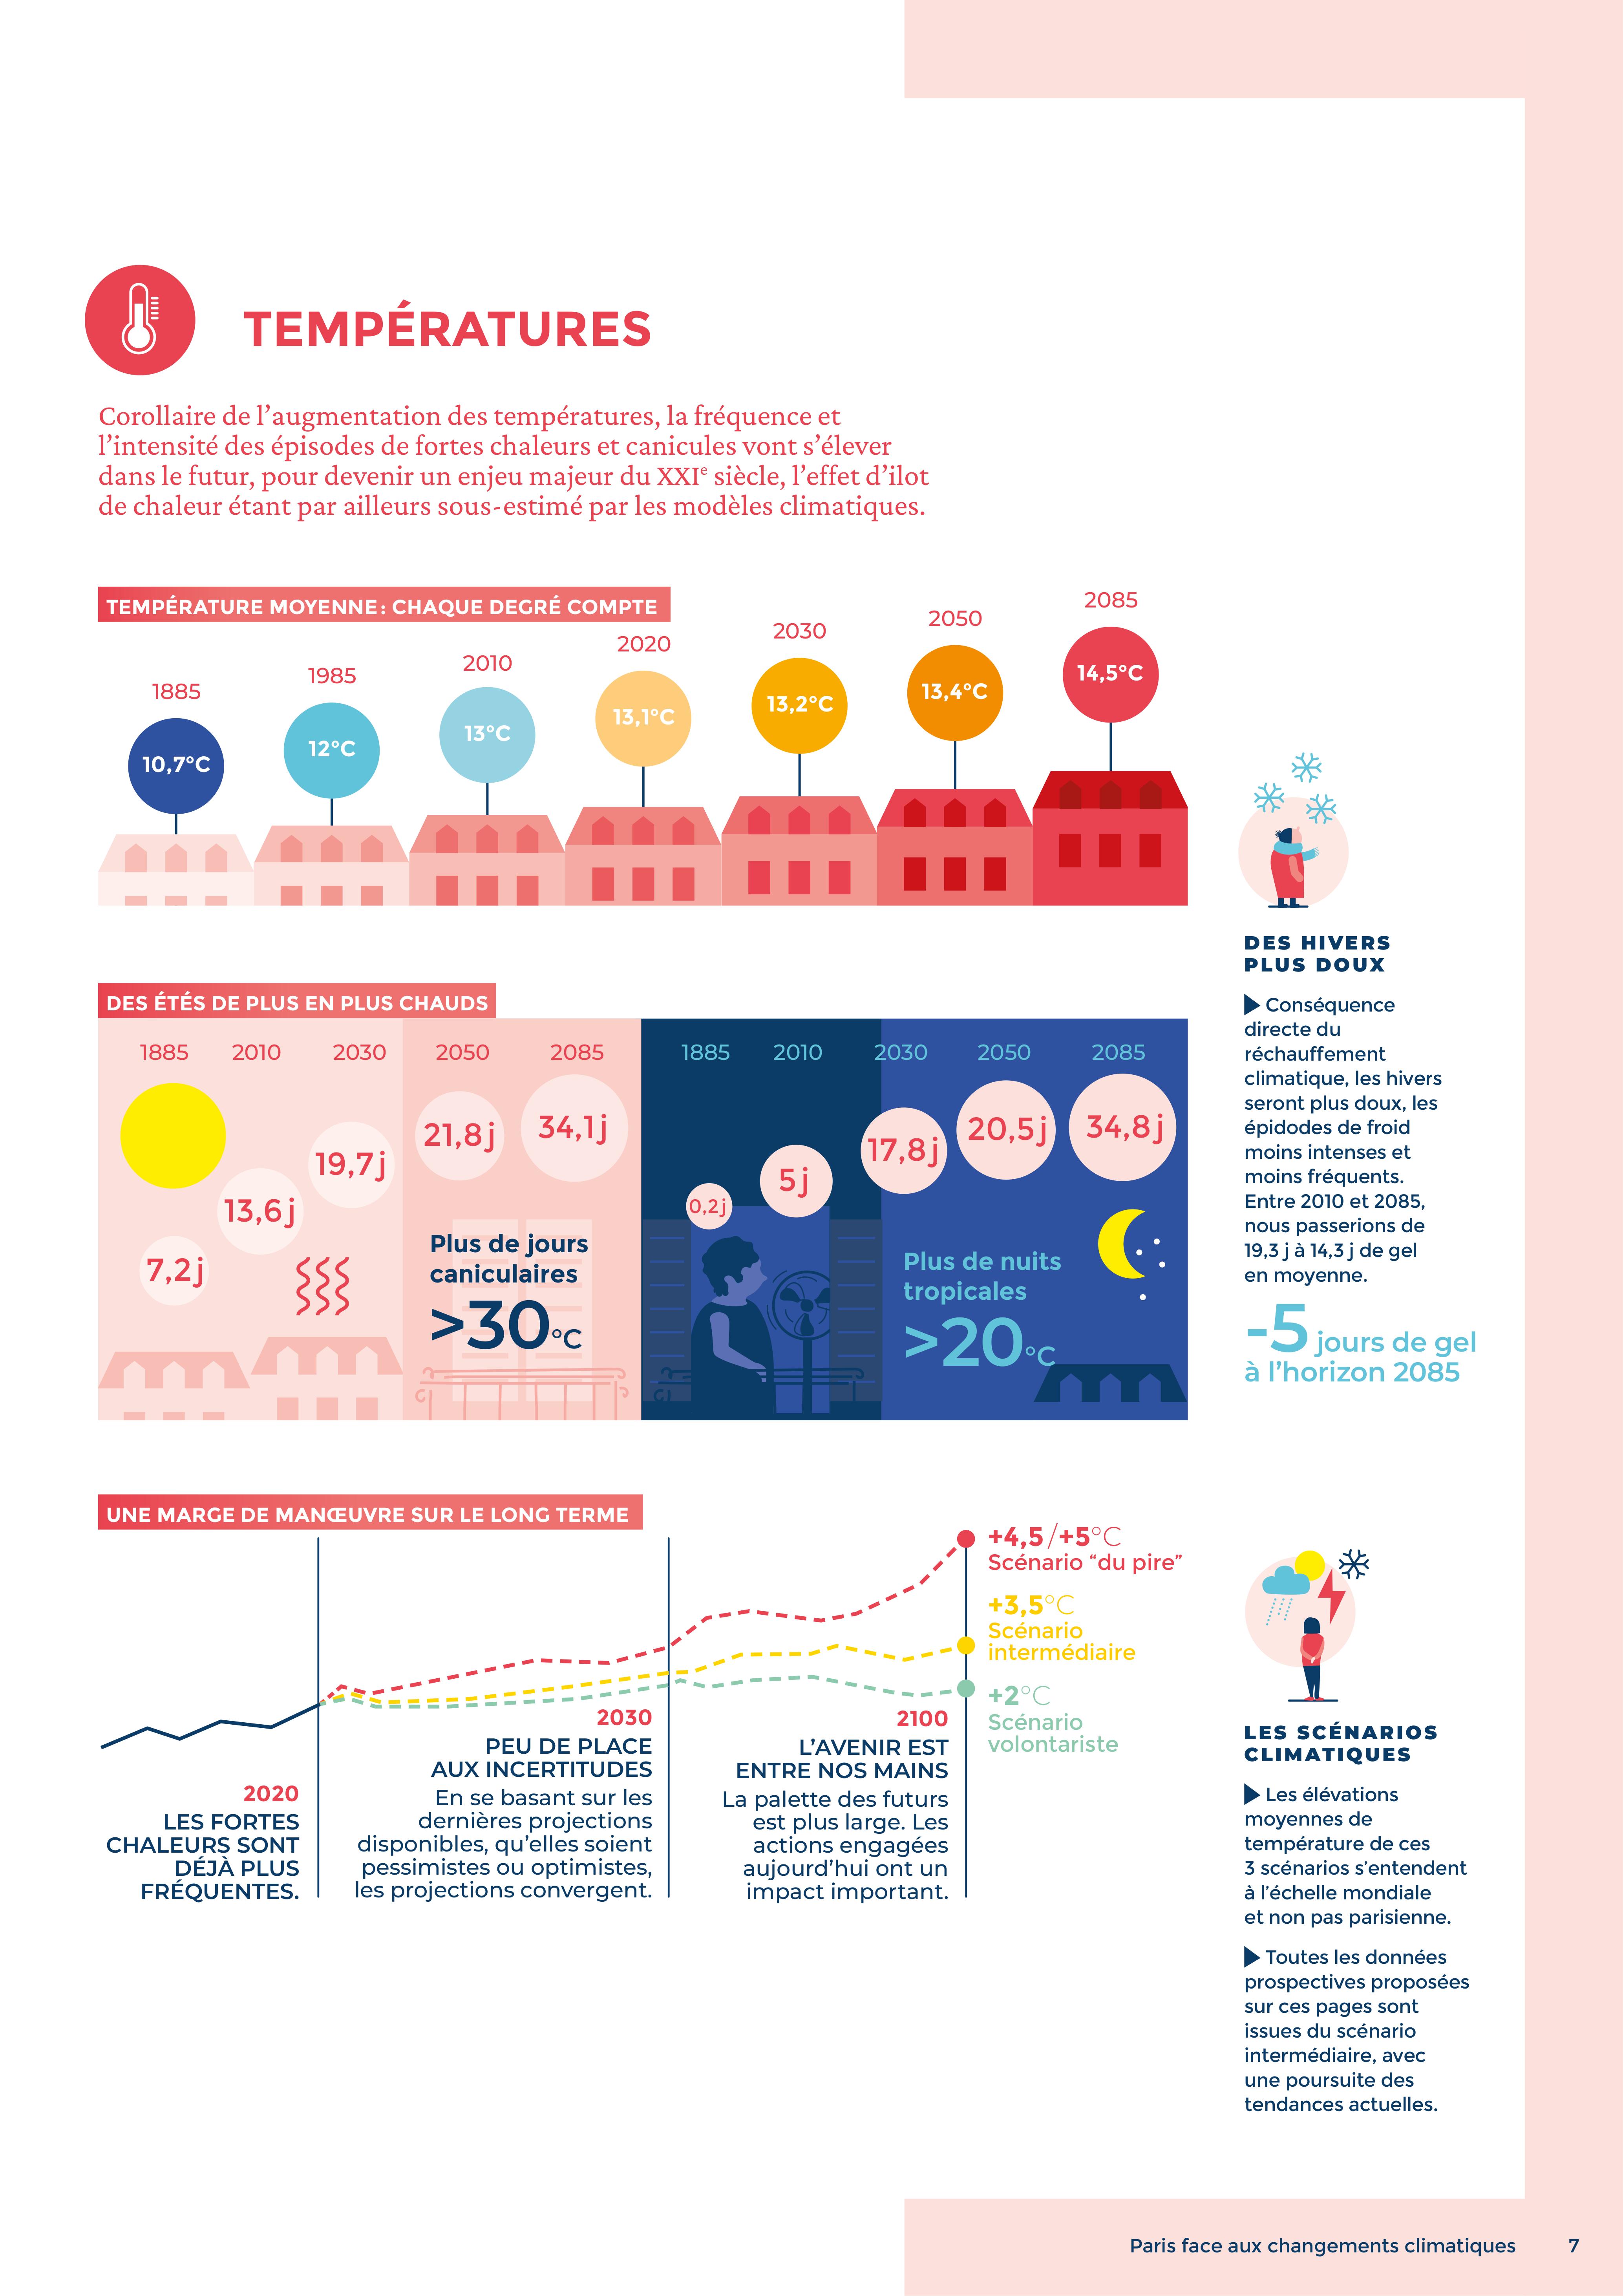 TEMPÉRATURES
Corollaire de l’augmentation des températures, la fréquence et
l’intensité des épisodes de fortes chaleurs et canicules vont s’élever
dans le futur, pour devenir un enjeu majeur du XXIe siècle, l’effet d’ilot
de chaleur étant par ailleurs sous-estimé par les modèles climatiques.
TEMPÉRATURE MOYENNE : CHAQUE DEGRÉ COMPTE
1885
10,7°C
1985
12°C
2010
13°C
2020
13,1°C
2030
13,2°C
2050
13,4°C
2085
14,5°C
DES ÉTÉS DE PLUS EN PLUS CHAUDS
1885 2010 2030 2050 2085
7,2 j
13,6 j
19,7 j
21,8 j
34,1 j
Plus de jours
caniculaires
>30°C
1885 2010 2030 2050 2085
0,2 j
5 j
17,8 j
20,5 j
34,8 j
Plus de nuits
tropicales
>20°C
DES HIVERS
PLUS DOUX
Conséquence
directe du
réchauffement
climatique, les hivers
seront plus doux, les
épidodes de froid
moins intenses et
moins fréquents.
Entre 2010 et 2085,
nous passerions de
19,3 j à 14,3 j de gel
en moyenne.
-5 jours de gel
à l’horizon 2085
UNE MARGE DE MANŒUVRE SUR LE LONG TERME
+4,5/+5°C
Scénario “du pire”
+3,5°C
Scénario
intermédiaire
+2°C
Scénario
volontariste
2020
LES FORTES
CHALEURS SONT
DÉJÀ PLUS
FRÉQUENTES.
2030
PEU DE PLACE
AUX INCERTITUDES
En se basant sur les
dernières projections
disponibles, qu’elles soient
pessimistes ou optimistes,
les projections convergent.
2100
L’AVENIR EST
ENTRE NOS MAINS
La palette des futurs
est plus large. Les
actions engagées
aujourd’hui ont un
impact important.
LES SCÉNARIOS
CLIMATIQUES
Les élévations
moyennes de
température de ces
3 scénarios s’entendent
à l’échelle mondiale
et non pas parisienne.
Toutes les données
prospectives proposées
sur ces pages sont
issues du scénario
intermédiaire, avec
une poursuite des
tendances actuelles.
Paris face aux changements climatiques 7